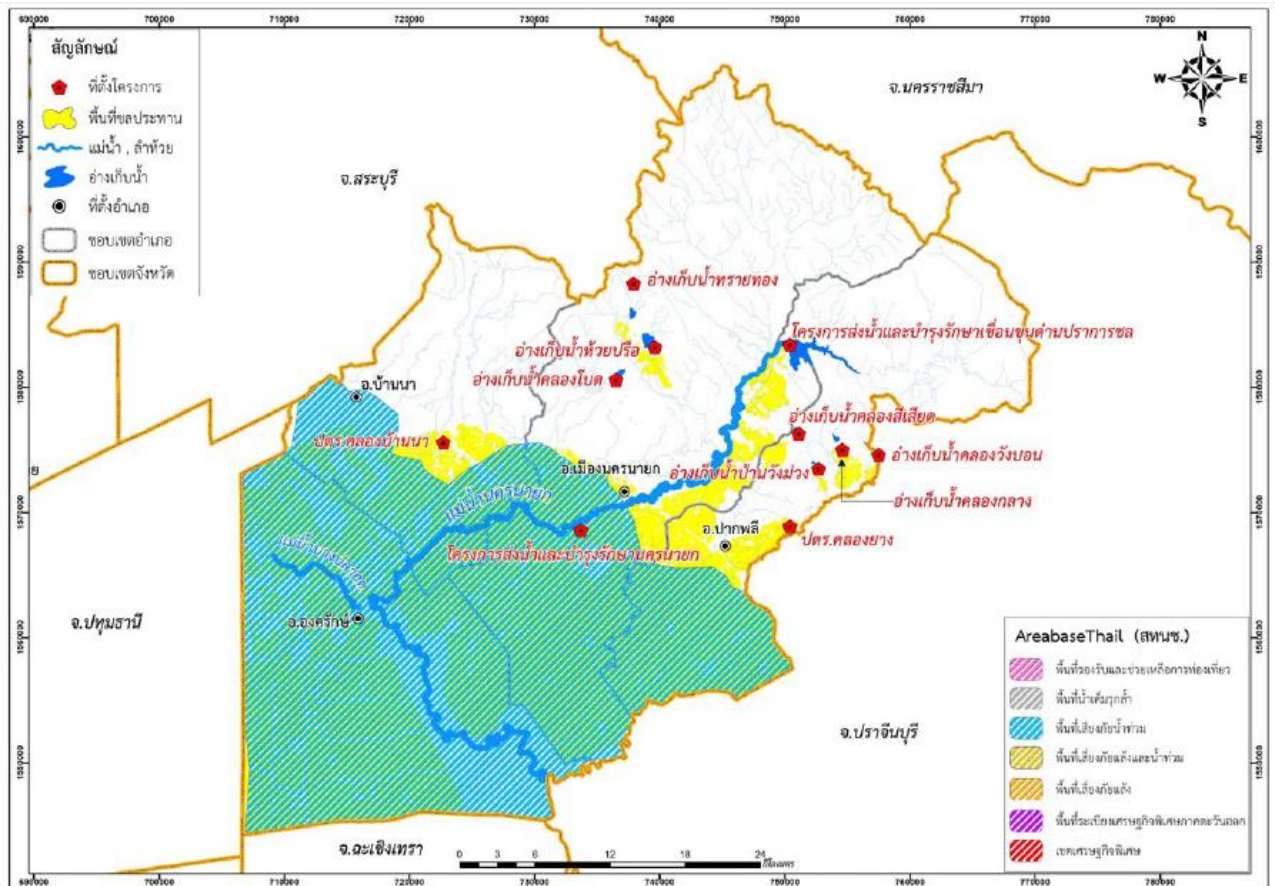 690000 700000 710000 720000 730000 740000 750000 760000 770000 780000
สัญลักษณ์
ที่ตั้งโครงการ
พื้นที่ชลประทาน
แม่น้ำ , ลำห้วย
อ่างเก็บน้ำ
ที่ตั้งอำเภอ
ขอบเขตอำเภอ
ขอบเขตจังหวัด
N
W E
S
จ.นครราชสีมา
จ.สระบุรี
อ่างเก็บน้ำทรายทอง
โครงการส่งน้ำและบำรุงรักษาเขื่อนขุนด่านปราการชล
อ่างเก็บน้ำห้วยปรือ
อ่างเก็บน้ำคลองโบด
อ.บ้านนา
อ่างเก็บน้ำคลองสีเสียด
ปตร.คลองบ้านนา
อ่างเก็บน้ำคลองวังบอน
อ.เมืองนครนายก
อ่างเก็บน้ำบ้านวังม่วง
อ่างเก็บน้ำคลองกลาง
แม่น้ำนครนายก
อ.ปากพลี
ปตร.คลองยาง
โครงการส่งน้ำและบำรุงรักษานครนายก
อ.องครักษ์
จ.ปทุมธานี
จ.ปราจีนบุรี
จ.ฉะเชิงเทรา
AreabaseThail (สทนช.)
พื้นที่รองรับและช่วยเหลือการท่องเที่ยว
พื้นที่น้ำเค็มรุกล้ำ
พื้นที่เสี่ยงภัยน้ำท่วม
พื้นที่เสี่ยงภัยแล้งและน้ำท่วม
พื้นที่เสี่ยงภัยแล้ง
พื้นที่ระเบียงเศรษฐกิจพิเศษภาคตะวันออก
เขตเศรษฐกิจพิเศษ
0 3 6 12 18 24
กิโลเมตร
690000 700000 710000 720000 730000 740000 750000 760000 770000 780000